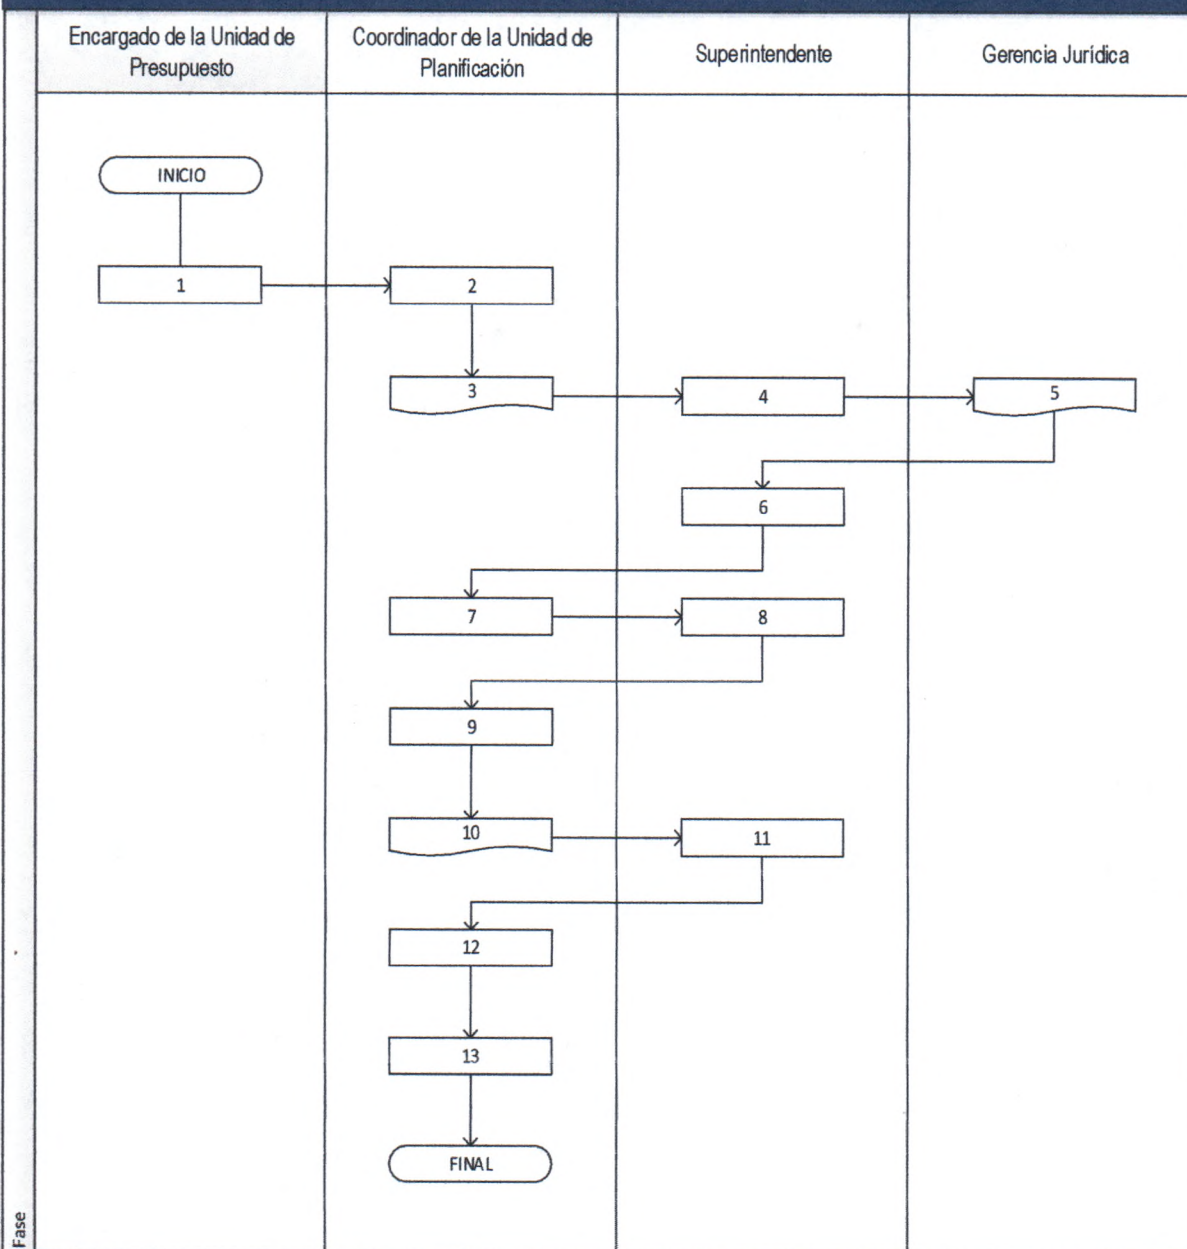 Encargado de la Unidad de
Presupuesto
Coordinador de la Unidad de
Planificación
Superintendente
Gerencia Jurídica
INICIO
1
2
3
4
5
6
7
8
9
10
11
12
13
FINAL
Fase